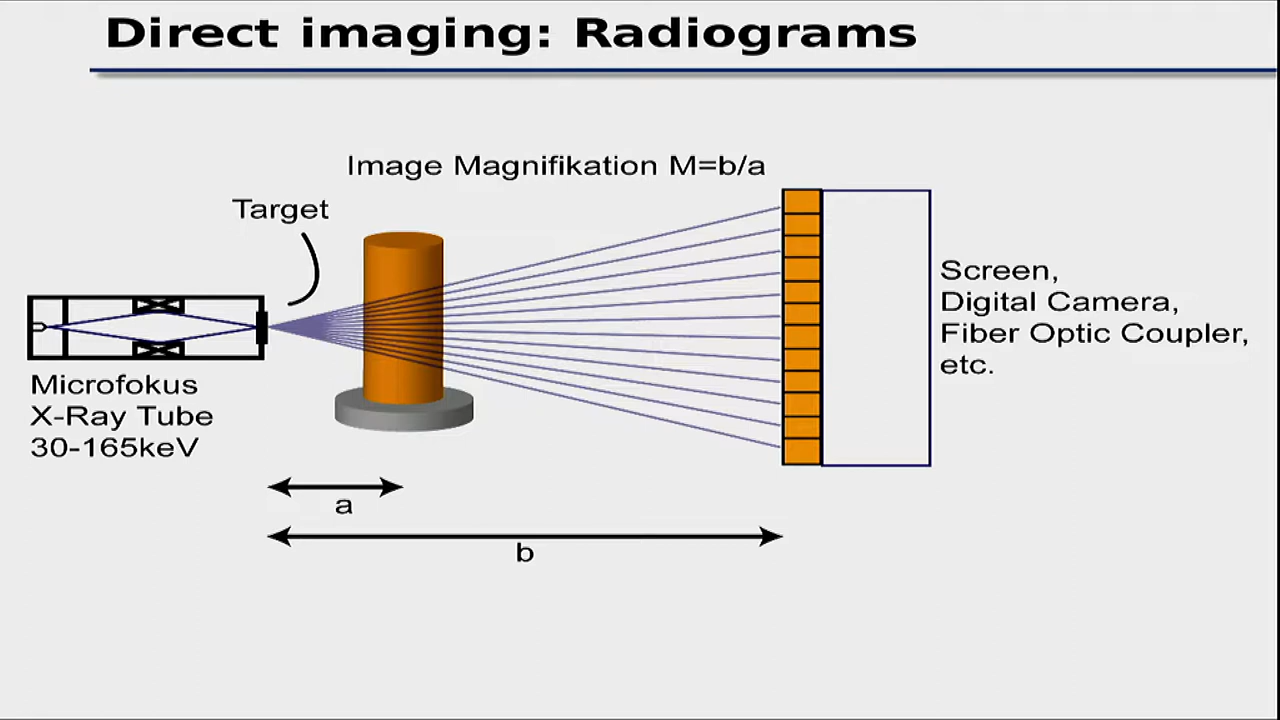 Direct imaging: Radiograms
Image Magnifikation M=b/a
Target
Screen,
Digital Camera,
Fiber Optic Coupler,
etc.
Microfokus
X-Ray Tube
30-165keV
a
b